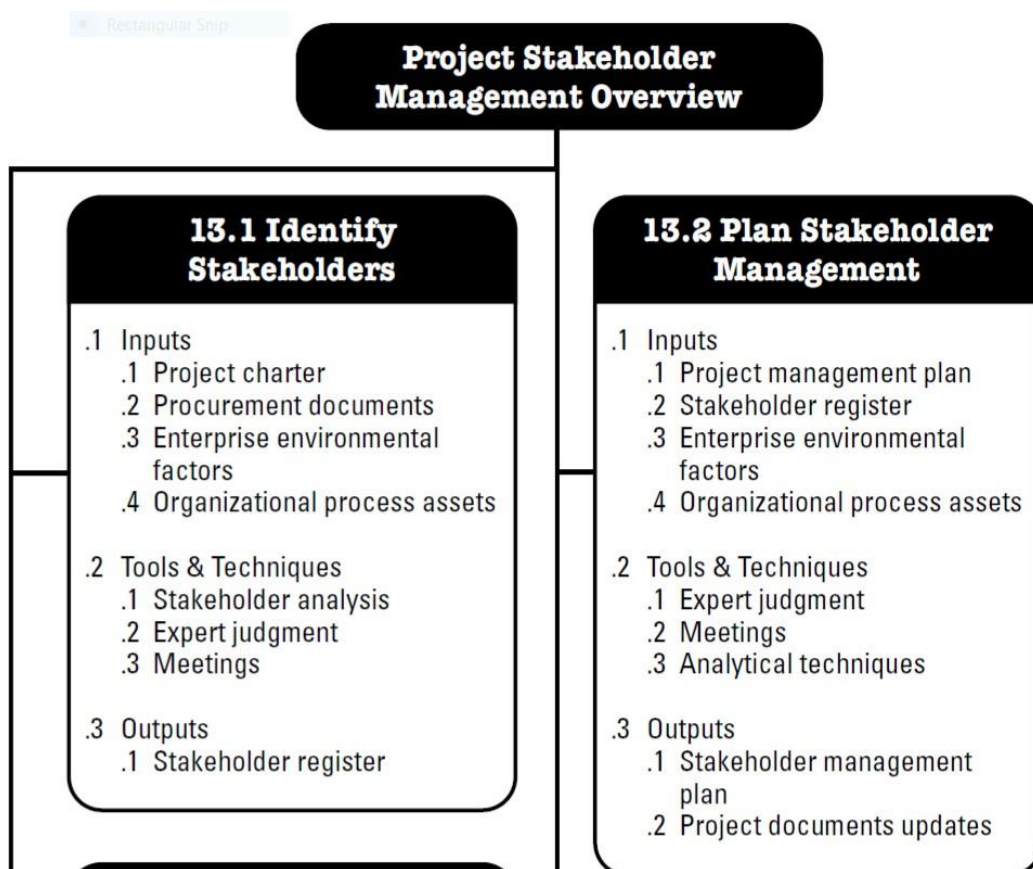 Rectangular Snip
Project Stakeholder
Management Overview
13.1 Identify
Stakeholders
.1 Inputs
.1 Project charter
.2 Procurement documents
.3 Enterprise environmental
factors
.4 Organizational process assets
.2 Tools & Techniques
.1 Stakeholder analysis
.2 Expert judgment
.3 Meetings
.3 Outputs
.1 Stakeholder register
13.2 Plan Stakeholder
Management
.1 Inputs
.1 Project management plan
.2 Stakeholder register
.3 Enterprise environmental
factors
.4 Organizational process assets
.2 Tools & Techniques
.1 Expert judgment
.2 Meetings
.3 Analytical techniques
.3 Outputs
.1 Stakeholder management
plan
.2 Project documents updates